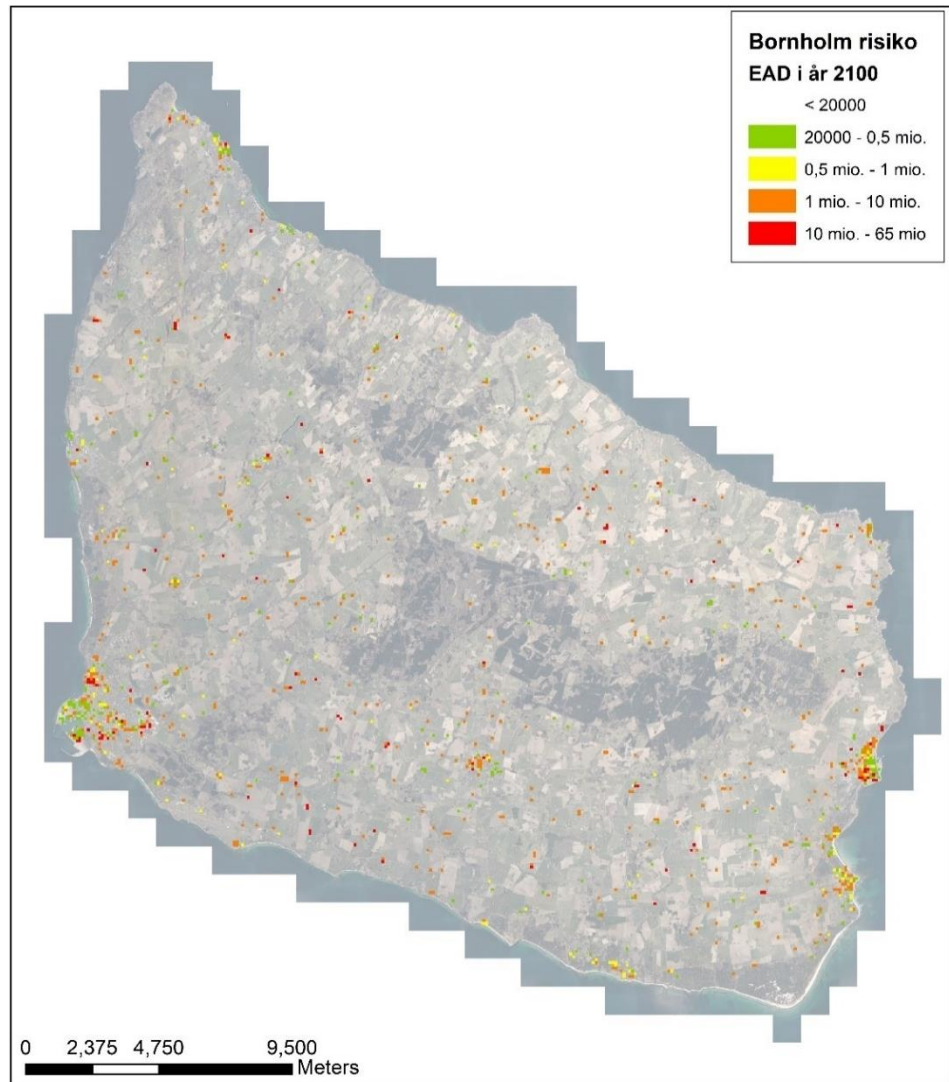 Bornholm risiko
EAD i år 2100
< 20000
20000 - 0,5 mio.
0,5 mio. - 1 mio.
1 mio. - 10 mio.
10 mio. - 65 mio
0 2,375 4,750 9,500
Meters